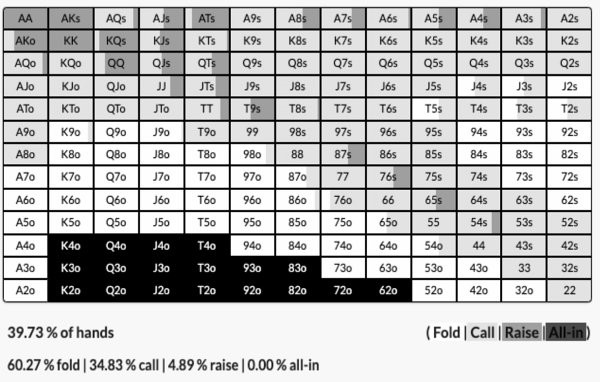 AA AKs AQs AJs ATs A9s A8s A7s A6s A5s A4s A3s A2s
AKo KK KQs KJs KTs K9s K8s K7s K6s K5s K4s K3s K2s
AQo KQo QQ QJs QTs Q9s Q8s Q7s Q6s Q5s Q4s Q3s Q2s
AJo KJo QJo JJ JTs J9s J8s J7s J6s J5s J4s J3s J2s
ATo KTo QTo JTo TT T9s T8s T7s T6s T5s T4s T3s T2s
A9o K9o Q9o J9o T9o 99 98s 97s 96s 95s 94s 93s 92s
A8o K8o Q8o J8o T8o 98o 88 87s 86s 85s 84s 83s 82s
A7o K7o Q7o J7o T7o 97o 87o 77 76s 75s 74s 73s 72s
A6o K6o Q6o J6o T6o 96o 86o 76o 66 65s 64s 63s 62s
A5o K5o Q5o J5o T5o 95o 85o 75o 65o 55 54s 53s 52s
A4o K4o Q4o J4o T4o 94o 84o 74o 64o 54o 44 43s 42s
A3o K3o Q3o J3o T3o 93o 83o 73o 63o 53o 43o 33 32s
A2o K2o Q2o J2o T2o 92o 82o 72o 62o 52o 42o 32o 22
39.73 % of hands ( Fold | Call | Raise | All-in )
60.27 % fold | 34.83 % call | 4.89 % raise | 0.00 % all-in